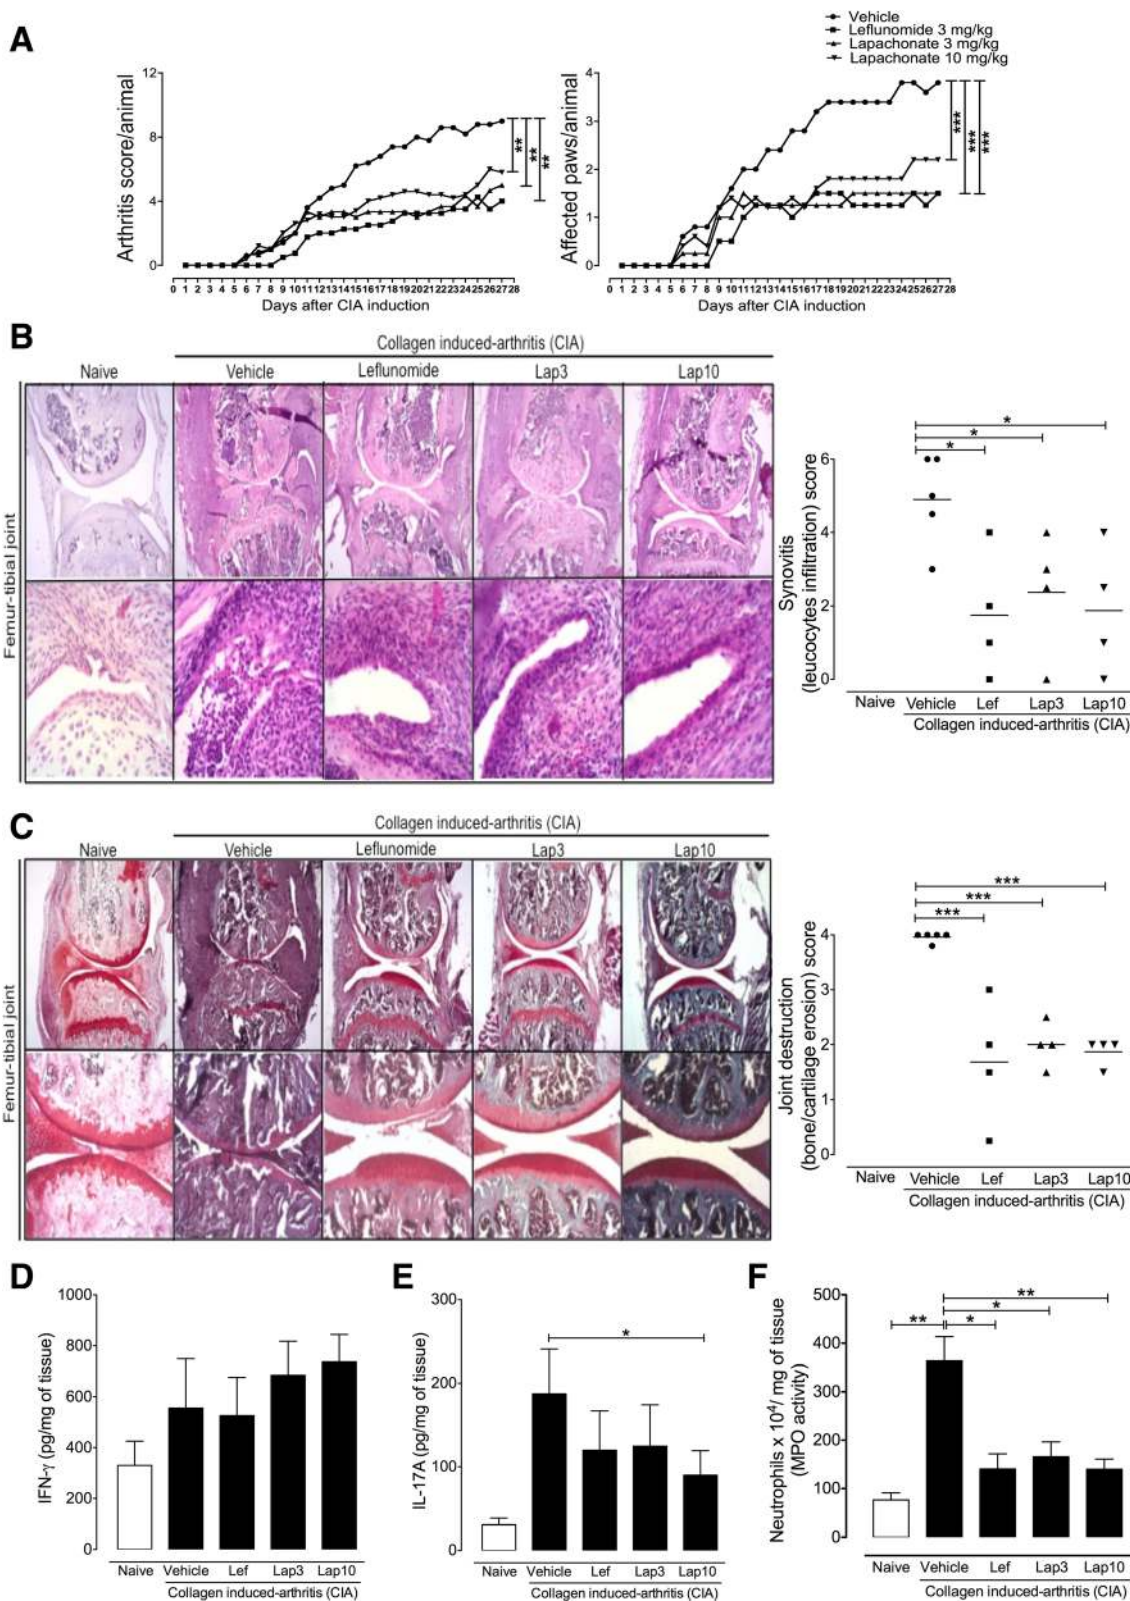 A
Vehicle
Leflunomide 3 mg/kg
Lapachonate 3 mg/kg
Lapachonate 10 mg/kg
Arthritis score/animal
12
8
4
0
**
**
**
0 1 2 3 4 5 6 7 8 9 10 11 12 13 14 15 16 17 18 19 20 21 22 23 24 25 26 27 28
Days after CIA induction
Affected paws/animal
4
3
2
1
0
***
***
***
0 1 2 3 4 5 6 7 8 9 10 11 12 13 14 15 16 17 18 19 20 21 22 23 24 25 26 27 28
Days after CIA induction
B
Collagen induced-arthritis (CIA)
Naive Vehicle Leflunomide Lap3 Lap10
Femur-tibial joint
Synovitis
(leucocytes infiltration) score
6
4
2
0
*
*
*
Naive Vehicle Lef Lap3 Lap10
Collagen induced-arthritis (CIA)
C
Collagen induced-arthritis (CIA)
Naive Vehicle Leflunomide Lap3 Lap10
Femur-tibial joint
Joint destruction
(bone/cartilage erosion) score
4
3
2
1
0
***
***
***
Naive Vehicle Lef Lap3 Lap10
Collagen induced-arthritis (CIA)
D
IFN-γ (pg/mg of tissue)
1000
800
600
400
200
0
Naive Vehicle Lef Lap3 Lap10
Collagen induced-arthritis (CIA)
E
IL-17A (pg/mg of tissue)
300
200
100
0
*
Naive Vehicle Lef Lap3 Lap10
Collagen induced-arthritis (CIA)
F
Neutrophils x 10⁴/ mg of tissue
(MPO activity)
500
400
300
200
100
0
**
*
** *
Naive Vehicle Lef Lap3 Lap10
Collagen induced-arthritis (CIA)